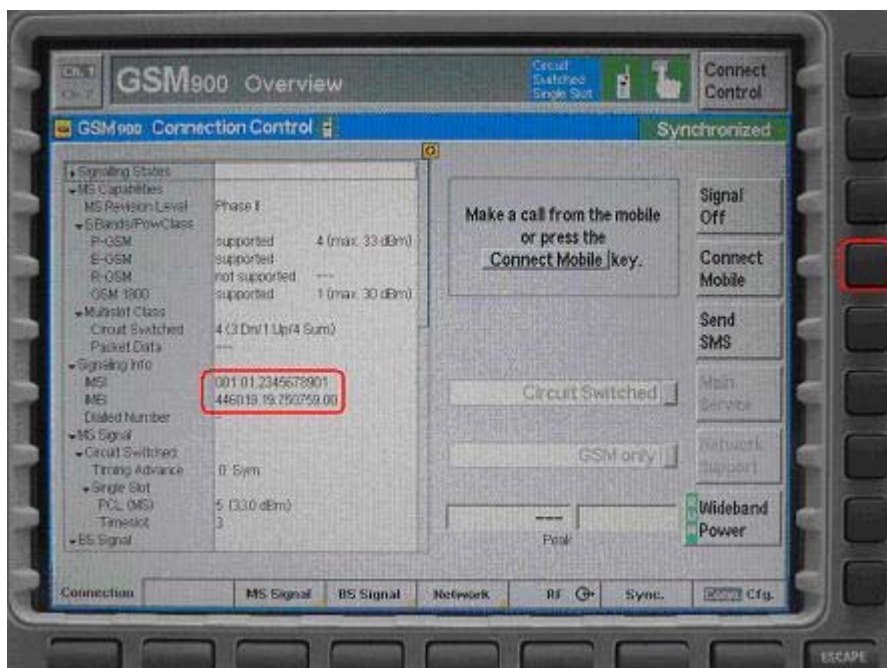 Ch. 1
GSM900 Overview
Circuit
Switched
Single Slot
Connect
Control
GSM900 Connection Control
Synchronized
Signalling States
MS Capabilities
MS Revision Level Phase II
P-GSM supported 4 (max. 33 dBm)
E-GSM supported
R-GSM not supported ---
GSM 1800 supported 1 (max. 30 dBm)
Multislot Class
Circuit Switched 4 (3 Dn/1 Up/4 Sum)
Packet Data ---
Signaling Info
IMSI 001.01.2345678901
IMEI 446019.19.750759.00
Dialled Number
MS Signal
Circuit Switched
Timing Advance 0 Sym
Single Slot
PCL (MS) 5 (33.0 dBm)
Timeslot 3
BS Signal
Make a call from the mobile
or press the
Connect Mobile key.
Circuit Switched
GSM only
---
Peak
Signal
Off
Connect
Mobile
Send
SMS
Main
Service
Network
Support
Wideband
Power
Connection
MS Signal
BS Signal
Network
RF
Sync.
Cfg.
ESCAPE